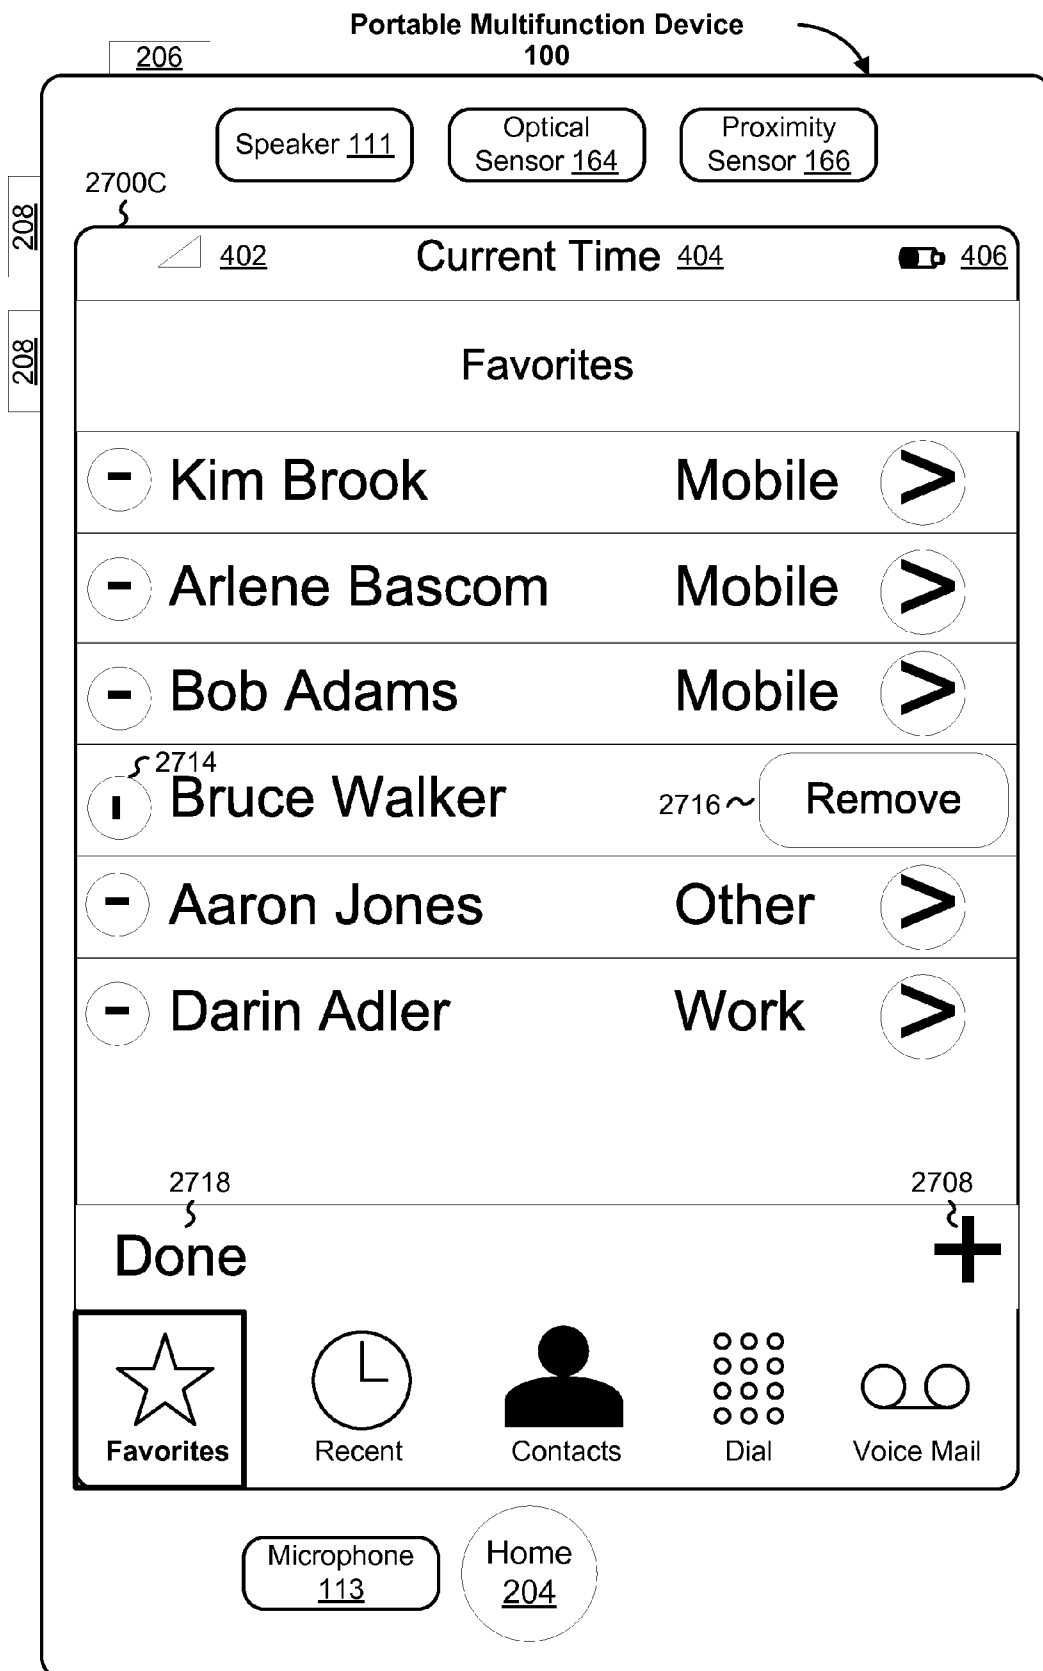 Portable Multifunction Device
100
206
Speaker 111
Optical
Sensor 164
Proximity
Sensor 166
2700C
208
208
402
Current Time 404
406
Favorites
- Kim Brook Mobile >
- Arlene Bascom Mobile >
- Bob Adams Mobile >
2714
Bruce Walker 2716 Remove
- Aaron Jones Other >
- Darin Adler Work >
2718
2708
Done +
Favorites Recent Contacts Dial Voice Mail
Microphone
113
Home
204